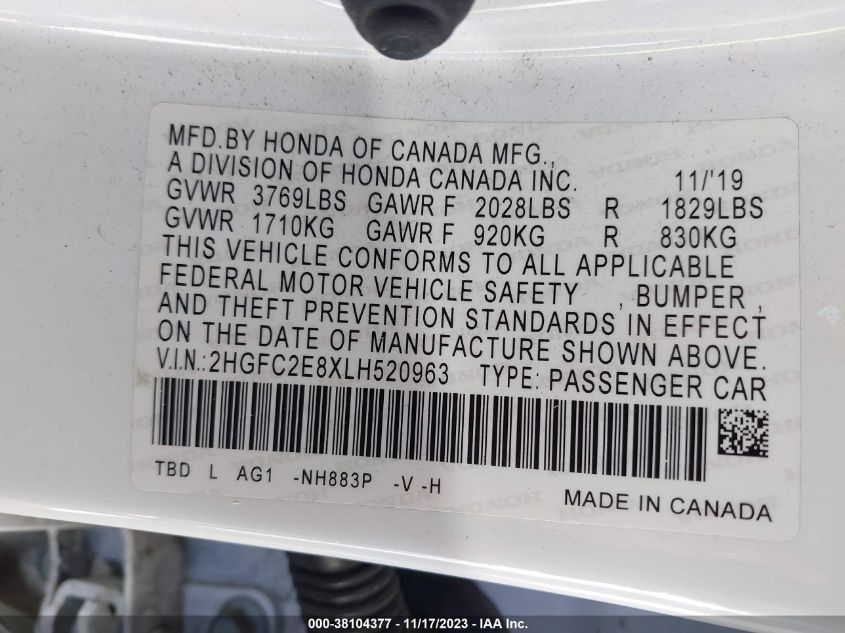 MFD.BY HONDA OF CANADA MFG.,
A DIVISION OF HONDA CANADA INC. 11/'19
GVWR 3769LBS GAWR F 2028LBS R 1829LBS
GVWR 1710KG GAWR F 920KG R 830KG
THIS VEHICLE CONFORMS TO ALL APPLICABLE
FEDERAL MOTOR VEHICLE SAFETY , BUMPER ,
AND THEFT PREVENTION STANDARDS IN EFFECT
ON THE DATE OF MANUFACTURE SHOWN ABOVE.
V.I.N.: 2HGFC2E8XLH520963 TYPE: PASSENGER CAR
TBD L AG1 -NH883P -V -H
MADE IN CANADA
000-38104377 - 11/17/2023 - IAA Inc.